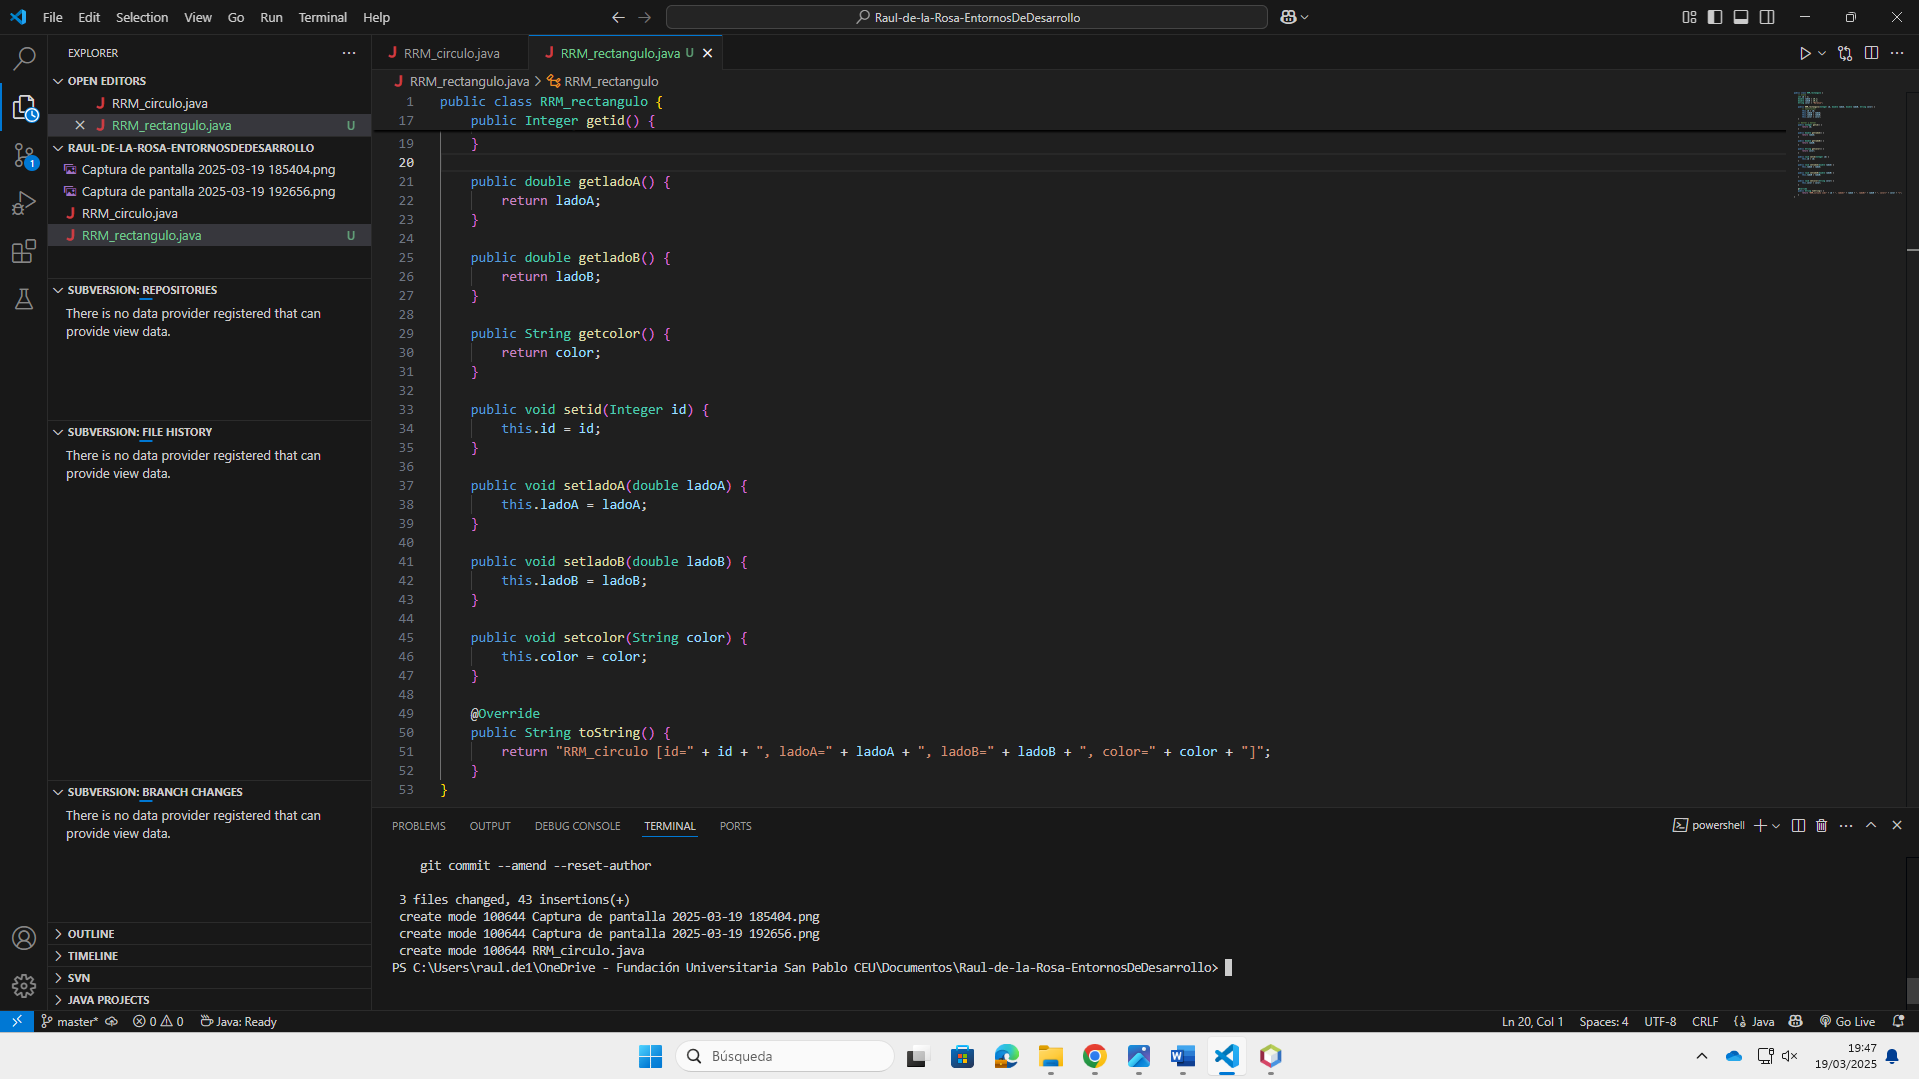 File Edit Selection View Go Run Terminal Help
Raul-de-la-Rosa-EntornosDeDesarrollo
EXPLORER
OPEN EDITORS
RRM_circulo.java
RRM_rectangulo.java U
RAUL-DE-LA-ROSA-ENTORNOSDEDESARROLLO
Captura de pantalla 2025-03-19 185404.png
Captura de pantalla 2025-03-19 192656.png
RRM_circulo.java
RRM_rectangulo.java U
SUBVERSION: REPOSITORIES
There is no data provider registered that can
provide view data.
SUBVERSION: FILE HISTORY
There is no data provider registered that can
provide view data.
SUBVERSION: BRANCH CHANGES
There is no data provider registered that can
provide view data.
OUTLINE
TIMELINE
SVN
JAVA PROJECTS
1
RRM_circulo.java
RRM_rectangulo.java U
RRM_rectangulo.java > RRM_rectangulo
1 public class RRM_rectangulo {
17 public Integer getid() {
19 }
20
21 public double getladoA() {
22 return ladoA;
23 }
24
25 public double getladoB() {
26 return ladoB;
27 }
28
29 public String getcolor() {
30 return color;
31 }
32
33 public void setid(Integer id) {
34 this.id = id;
35 }
36
37 public void setladoA(double ladoA) {
38 this.ladoA = ladoA;
39 }
40
41 public void setladoB(double ladoB) {
42 this.ladoB = ladoB;
43 }
44
45 public void setcolor(String color) {
46 this.color = color;
47 }
48
49 @Override
50 public String toString() {
51 return "RRM_circulo [id=" + id + ", ladoA=" + ladoA + ", ladoB=" + ladoB + ", color=" + color + "]";
52 }
53 }
PROBLEMS OUTPUT DEBUG CONSOLE TERMINAL PORTS
powershell
git commit --amend --reset-author
3 files changed, 43 insertions(+)
create mode 100644 Captura de pantalla 2025-03-19 185404.png
create mode 100644 Captura de pantalla 2025-03-19 192656.png
create mode 100644 RRM_circulo.java
PS C:\Users\raul.de1\OneDrive - Fundación Universitaria San Pablo CEU\Documentos\Raul-de-la-Rosa-EntornosDeDesarrollo>
master* 0 0 Java: Ready
Ln 20, Col 1 Spaces: 4 UTF-8 CRLF {} Java Go Live
Búsqueda
19:47
19/03/2025